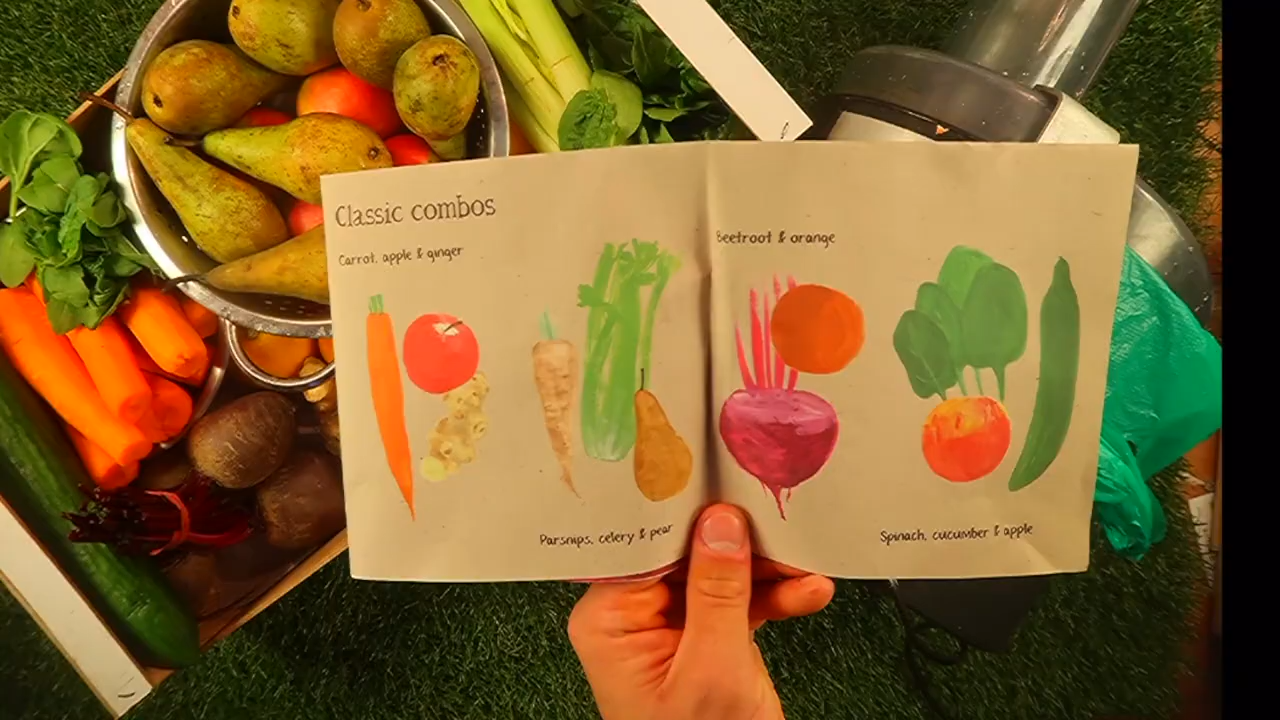 Classic combos
Carrot, apple & ginger
Parsnips, celery & pear
Beetroot & orange
Spinach, cucumber & apple